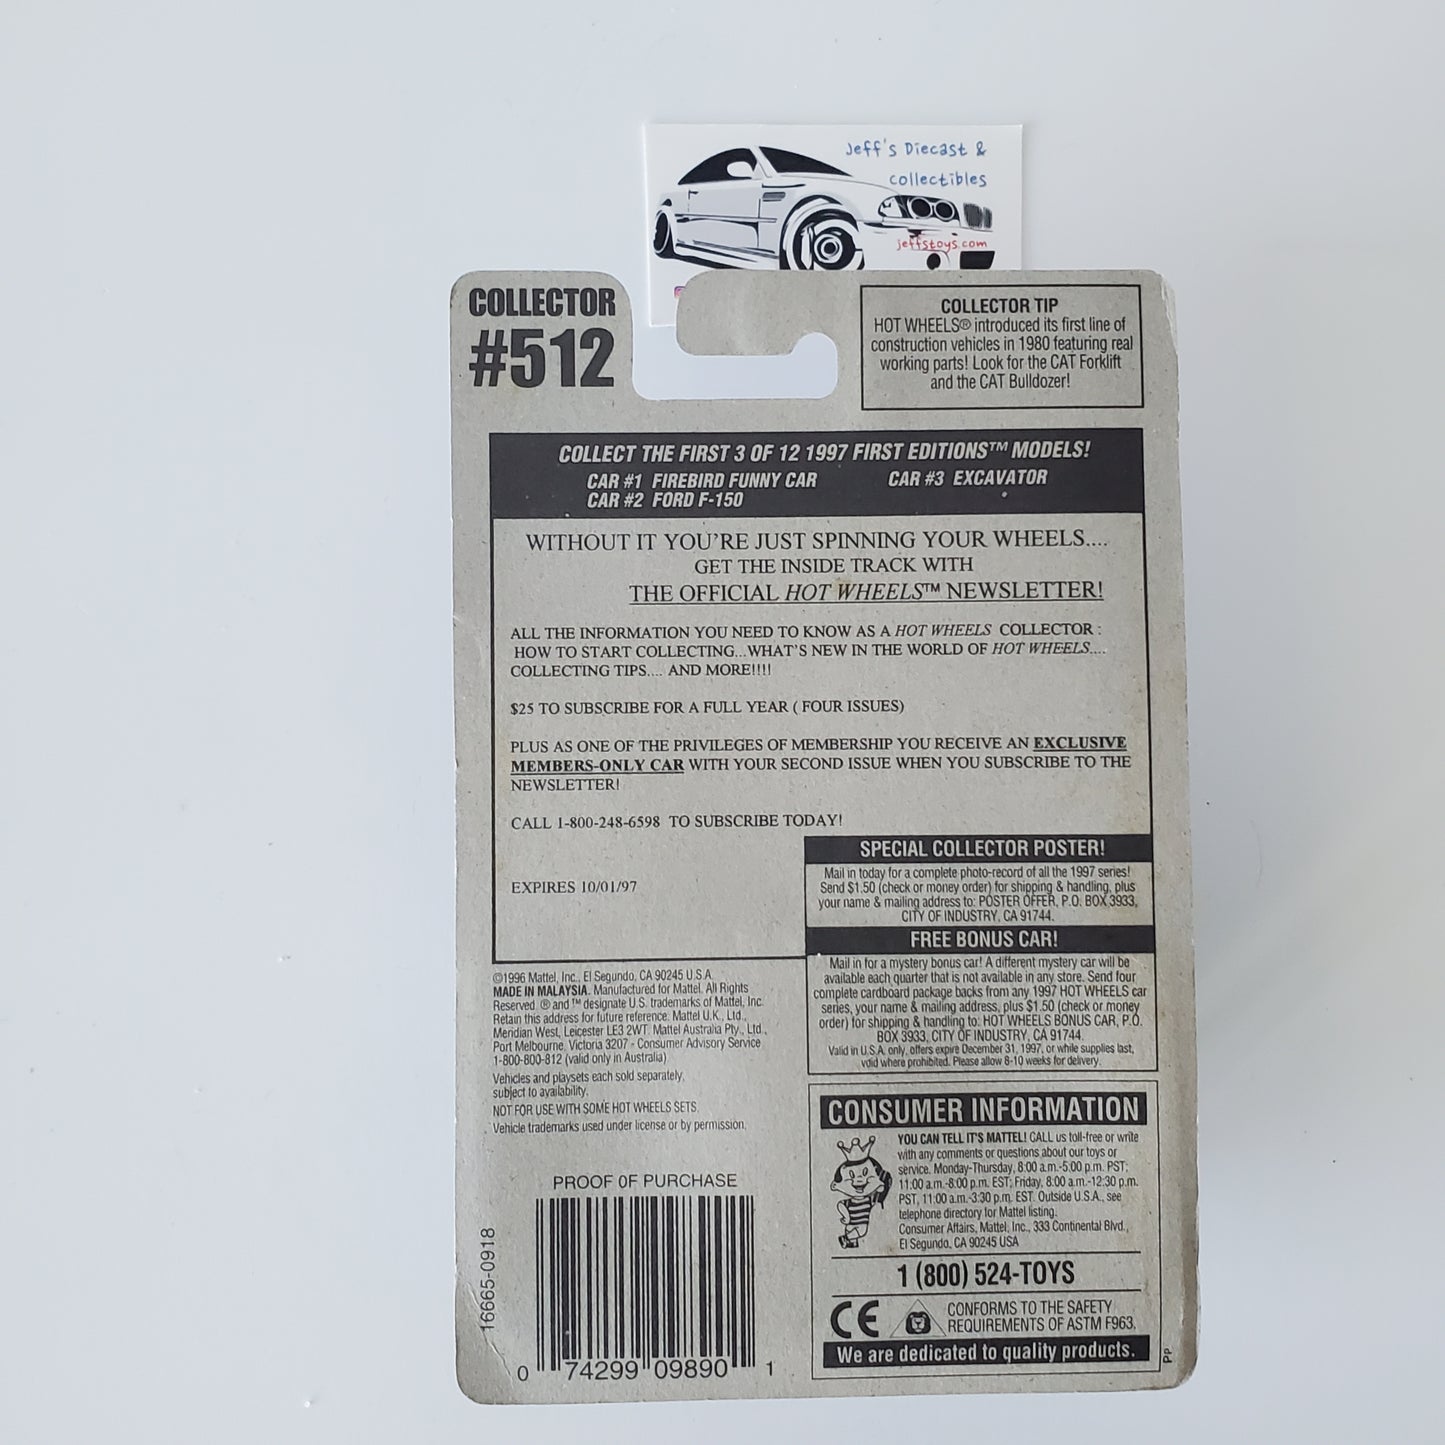 Jeff's Diecast &
collectibles
jeffstoys.com
COLLECTOR
#512
COLLECTOR TIP
HOT WHEELS® introduced its first line of
construction vehicles in 1980 featuring real
working parts! Look for the CAT Forklift
and the CAT Bulldozer!
COLLECT THE FIRST 3 OF 12 1997 FIRST EDITIONS™ MODELS!
CAR #1 FIREBIRD FUNNY CAR
CAR #2 FORD F-150
CAR #3 EXCAVATOR
WITHOUT IT YOU'RE JUST SPINNING YOUR WHEELS....
GET THE INSIDE TRACK WITH
THE OFFICIAL HOT WHEELS™ NEWSLETTER!
ALL THE INFORMATION YOU NEED TO KNOW AS A HOT WHEELS COLLECTOR :
HOW TO START COLLECTING...WHAT'S NEW IN THE WORLD OF HOT WHEELS....
COLLECTING TIPS.... AND MORE!!!!
$25 TO SUBSCRIBE FOR A FULL YEAR ( FOUR ISSUES)
PLUS AS ONE OF THE PRIVILEGES OF MEMBERSHIP YOU RECEIVE AN EXCLUSIVE
MEMBERS-ONLY CAR WITH YOUR SECOND ISSUE WHEN YOU SUBSCRIBE TO THE
NEWSLETTER!
CALL 1-800-248-6598 TO SUBSCRIBE TODAY!
EXPIRES 10/01/97
SPECIAL COLLECTOR POSTER!
Mail in today for a complete photo-record of all the 1997 series!
Send $1.50 (check or money order) for shipping & handling, plus
your name & mailing address to: POSTER OFFER, P.O. BOX 3933,
CITY OF INDUSTRY, CA 91744.
FREE BONUS CAR!
Mail in for a mystery bonus car! A different mystery car will be
available each quarter that is not available in any store. Send four
complete cardboard package backs from any 1997 HOT WHEELS car
series, your name & mailing address, plus $1.50 (check or money
order) for shipping & handling to: HOT WHEELS BONUS CAR, P.O.
BOX 3933, CITY OF INDUSTRY, CA 91744.
Valid in U.S.A. only, offers expire December 31, 1997, or while supplies last,
void where prohibited. Please allow 8-10 weeks for delivery.
©1996 Mattel, Inc., El Segundo, CA 90245 U.S.A.
MADE IN MALAYSIA. Manufactured for Mattel. All Rights
Reserved. ® and ™ designate U.S. trademarks of Mattel, Inc.
Retain this address for future reference: Mattel U.K., Ltd.,
Meridian West, Leicester LE3 2WT. Mattel Australia Pty., Ltd.,
Port Melbourne, Victoria 3207 - Consumer Advisory Service
1-800-800-812 (valid only in Australia).
Vehicles and playsets each sold separately,
subject to availability.
NOT FOR USE WITH SOME HOT WHEELS SETS.
Vehicle trademarks used under license or by permission.
CONSUMER INFORMATION
YOU CAN TELL IT'S MATTEL! CALL us toll-free or write
with any comments or questions about our toys or
service. Monday-Thursday, 8:00 a.m.-5:00 p.m. PST;
11:00 a.m.-8:00 p.m. EST; Friday, 8:00 a.m.-12:30 p.m.
PST, 11:00 a.m.-3:30 p.m. EST. Outside U.S.A., see
telephone directory for Mattel listing.
Consumer Affairs, Mattel, Inc., 333 Continental Blvd.,
El Segundo, CA 90245 USA
1 (800) 524-TOYS
CE
CONFORMS TO THE SAFETY
REQUIREMENTS OF ASTM F963.
We are dedicated to quality products.
PP
PROOF OF PURCHASE
16665-0918
0 74299 09890 1